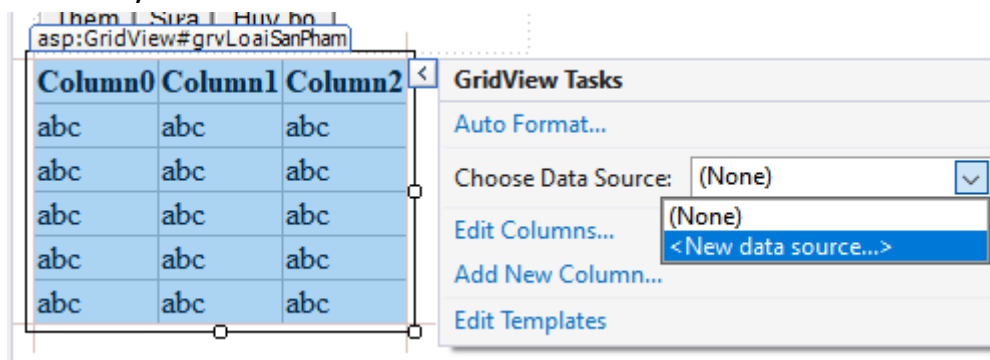 Thêm Sửa Hủy bỏ
asp:GridView#grvLoaiSanPham
Column0 Column1 Column2
abc abc abc
abc abc abc
abc abc abc
abc abc abc
abc abc abc
GridView Tasks
Auto Format...
Choose Data Source: (None)
(None)
<New data source...>
Edit Columns...
Add New Column...
Edit Templates